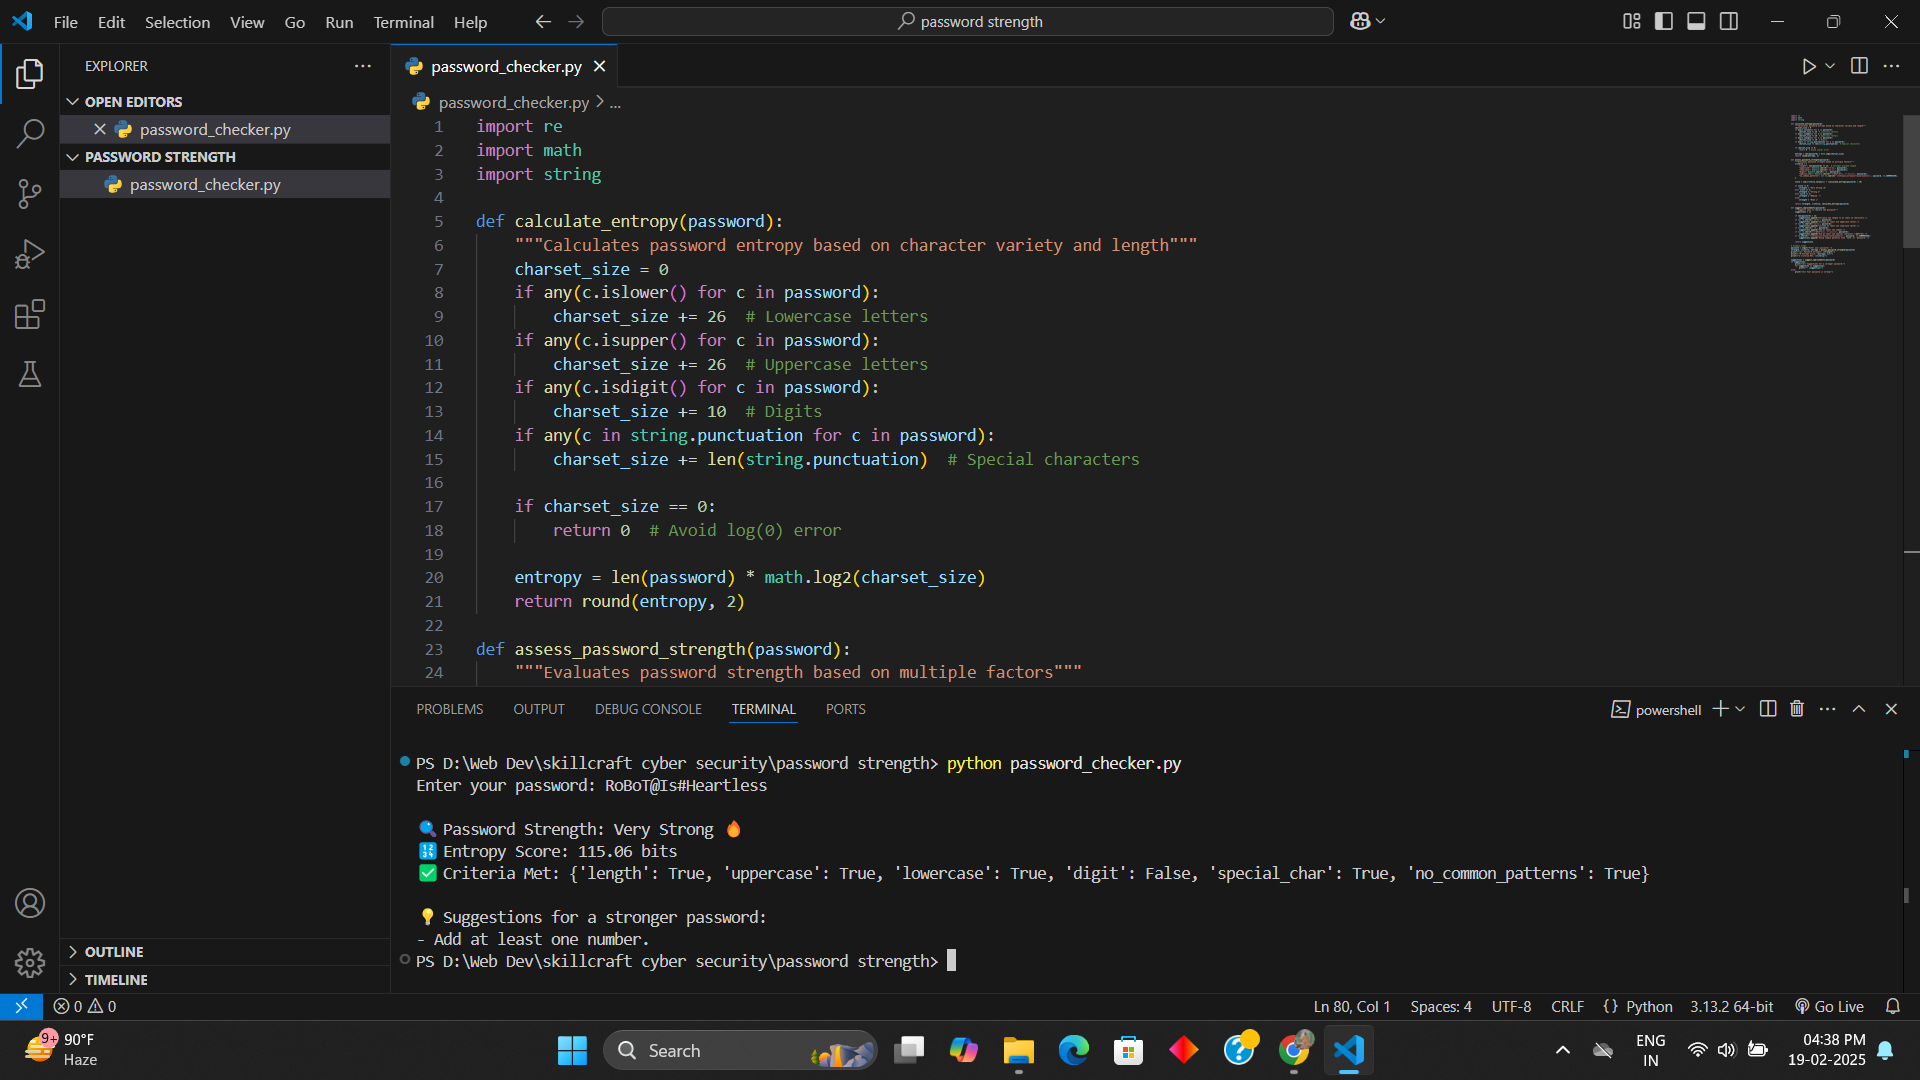 File Edit Selection View Go Run Terminal Help
password strength
EXPLORER
OPEN EDITORS
password_checker.py
PASSWORD STRENGTH
password_checker.py
OUTLINE
TIMELINE
password_checker.py
password_checker.py > ...
1 import re
2 import math
3 import string
4
5 def calculate_entropy(password):
6 """Calculates password entropy based on character variety and length"""
7 charset_size = 0
8 if any(c.islower() for c in password):
9 charset_size += 26  # Lowercase letters
10 if any(c.isupper() for c in password):
11 charset_size += 26  # Uppercase letters
12 if any(c.isdigit() for c in password):
13 charset_size += 10  # Digits
14 if any(c in string.punctuation for c in password):
15 charset_size += len(string.punctuation)  # Special characters
16
17 if charset_size == 0:
18 return 0  # Avoid log(0) error
19
20 entropy = len(password) * math.log2(charset_size)
21 return round(entropy, 2)
22
23 def assess_password_strength(password):
24 """Evaluates password strength based on multiple factors"""
PROBLEMS OUTPUT DEBUG CONSOLE TERMINAL PORTS
powershell
PS D:\Web Dev\skillcraft cyber security\password strength> python password_checker.py
Enter your password: RoBoT@Is#Heartless
🔍 Password Strength: Very Strong 🔥
🔢 Entropy Score: 115.06 bits
✅ Criteria Met: {'length': True, 'uppercase': True, 'lowercase': True, 'digit': False, 'special_char': True, 'no_common_patterns': True}
💡 Suggestions for a stronger password:
- Add at least one number.
PS D:\Web Dev\skillcraft cyber security\password strength>
0 0
Ln 80, Col 1 Spaces: 4 UTF-8 CRLF {} Python 3.13.2 64-bit Go Live
9+
90°F
Haze
Search
ENG
IN
04:38 PM
19-02-2025